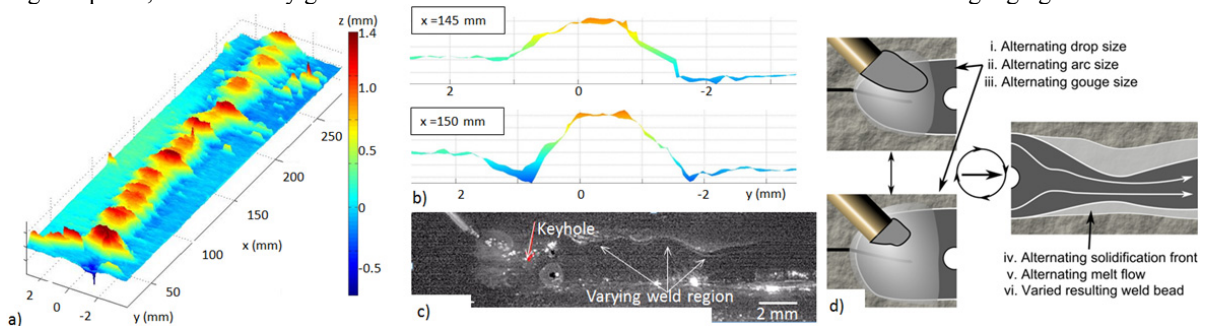 z (mm)
1.4
1.0
0.5
0
-0.5
250
200
150
x (mm)
100
50
2
0
-2
y (mm)
a)
x =145 mm
2
0
-2
x =150 mm
2
0
-2
y (mm)
b)
Keyhole
Varying weld region
2 mm
c)
i. Alternating drop size
ii. Alternating arc size
iii. Alternating gouge size
iv. Alternating solidification front
v. Alternating melt flow
vi. Varied resulting weld bead
d)